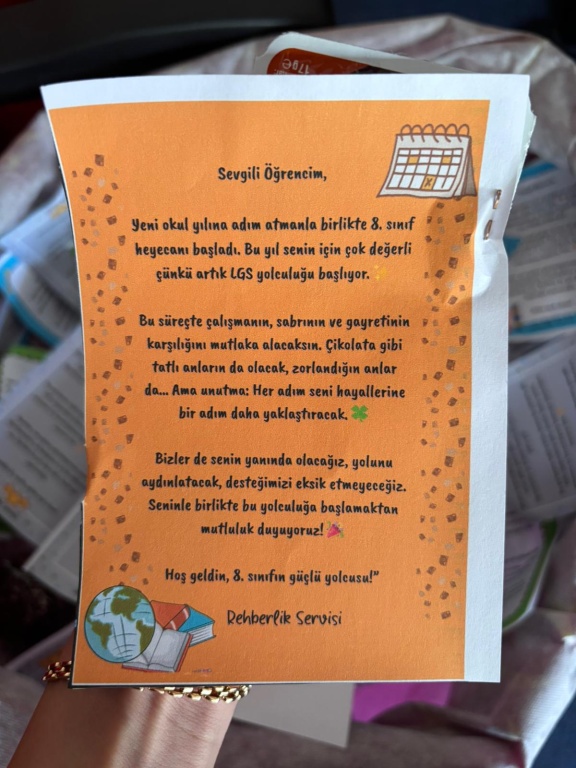 17g℮
Sevgili Öğrencim,
Yeni okul yılına adım atmanla birlikte 8. sınıf
heyecanı başladı. Bu yıl senin için çok değerli
çünkü artık LGS yolculuğu başlıyor. ✨
Bu süreçte çalışmanın, sabrının ve gayretinin
karşılığını mutlaka alacaksın. Çikolata gibi
tatlı anların da olacak, zorlandığın anlar
da... Ama unutma: Her adım seni hayallerine
bir adım daha yaklaştıracak. 🍀
Bizler de senin yanında olacağız, yolunu
aydınlatacak, desteğimizi eksik etmeyeceğiz.
Seninle birlikte bu yolculuğa başlamaktan
mutluluk duyuyoruz! 🎉
Hoş geldin, 8. sınıfın güçlü yolcusu!”
Rehberlik Servisi